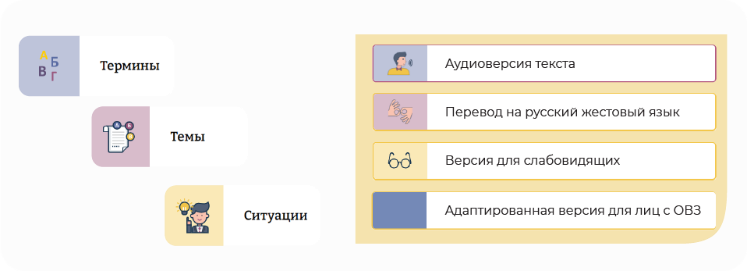 А Б
В Г
Термины
А Б
Темы
Ситуации
Аудиоверсия текста
Перевод на русский жестовый язык
Версия для слабовидящих
Адаптированная версия для лиц с ОВЗ